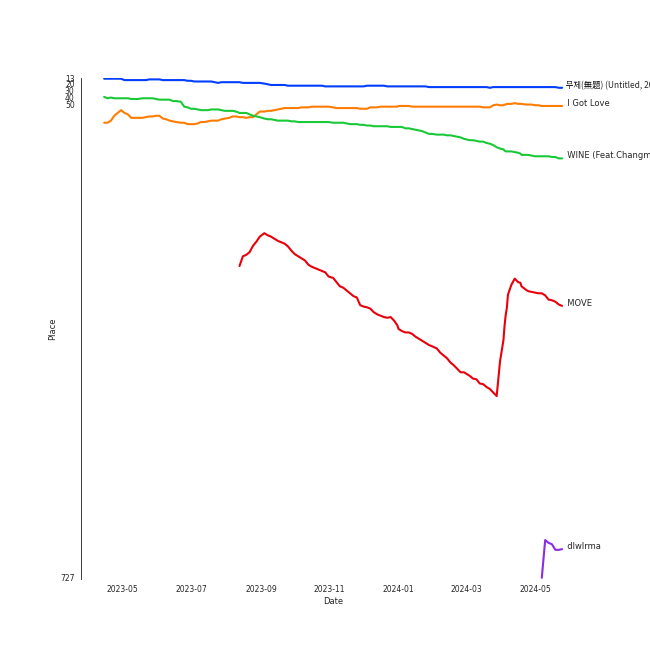 13
20
30
40
50
727
Place
무제(無題) (Untitled, 20
I Got Love
WINE (Feat.Changm
MOVE
dlwlrma
2023-05
2023-07
2023-09
2023-11
2024-01
2024-03
2024-05
Date